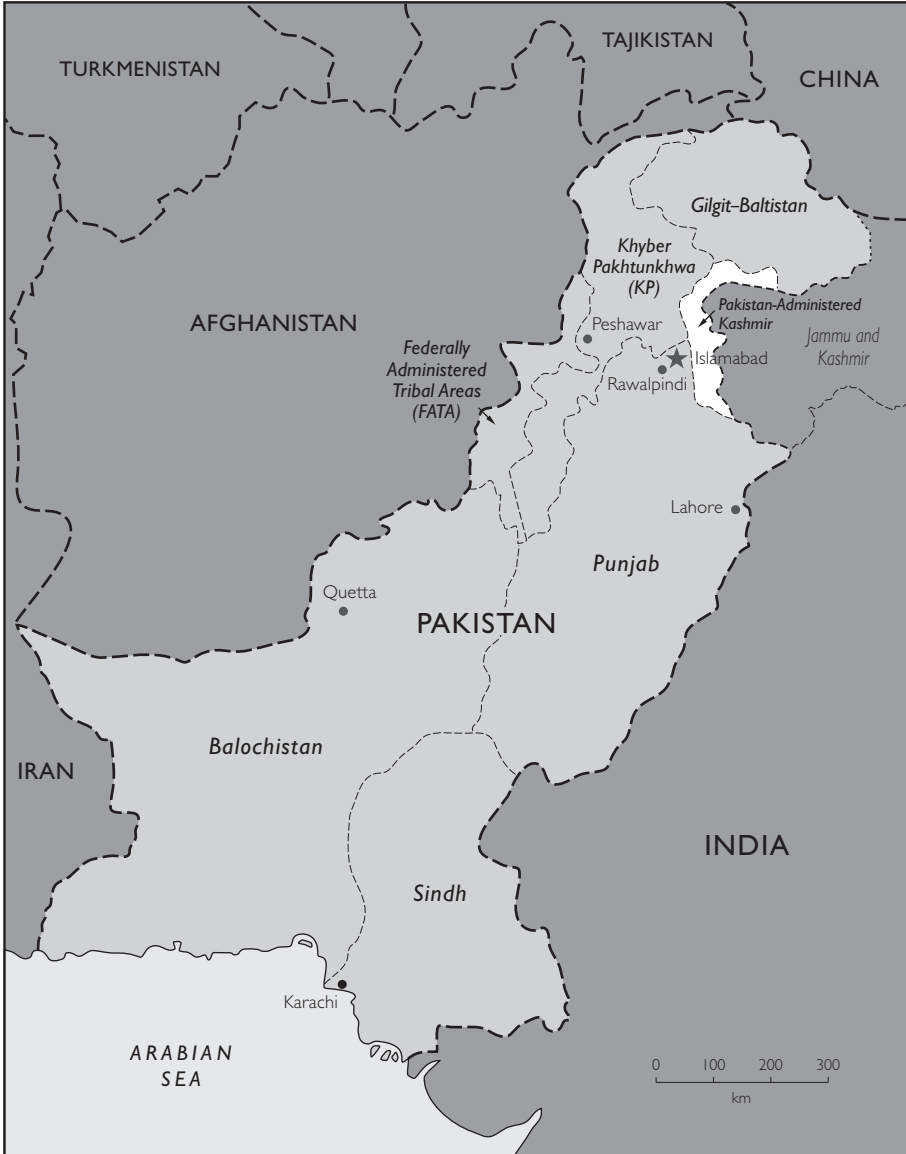 TURKMENISTAN
TAJIKISTAN
CHINA
Gilgit–Baltistan
Khyber
Pakhtunkhwa
(KP)
Pakistan-Administered
Kashmir
AFGHANISTAN
Peshawar
Jammu and
Kashmir
Federally
Administered
Tribal Areas
(FATA)
Islamabad
Rawalpindi
Lahore
Punjab
Quetta
PAKISTAN
Balochistan
IRAN
INDIA
Sindh
Karachi
ARABIAN
SEA
0 100 200 300
km